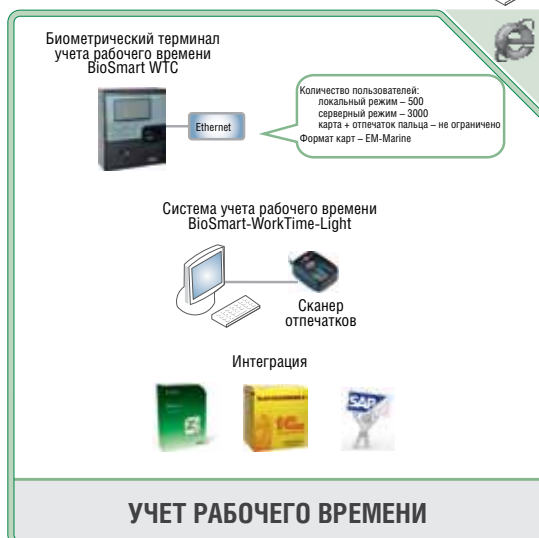 Биометрический терминал
учета рабочего времени
BioSmart WTC
Ethernet
Количество пользователей:
локальный режим – 500
серверный режим – 3000
карта + отпечаток пальца – не ограничено
Формат карт – EM-Marine
Система учета рабочего времени
BioSmart-WorkTime-Light
Сканер
отпечатков
Интеграция
1С
SAP
УЧЕТ РАБОЧЕГО ВРЕМЕНИ